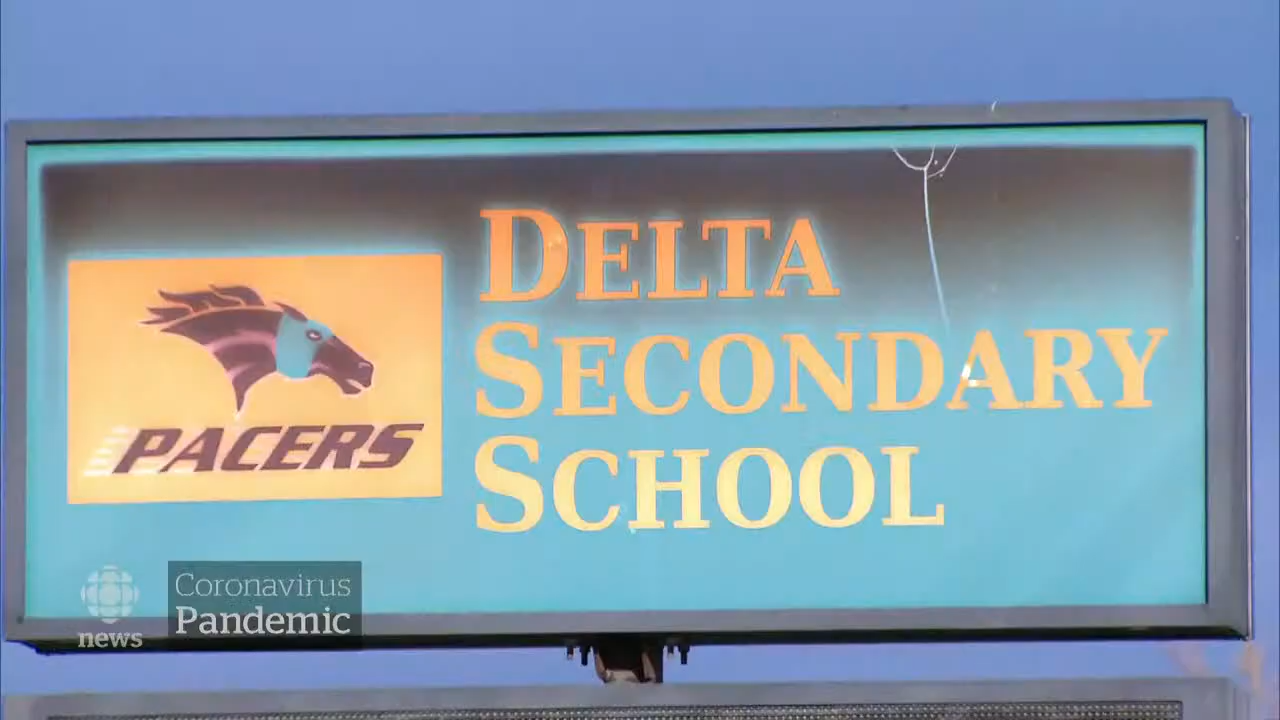 DELTA
SECONDARY
SCHOOL
PACERS
Coronavirus
Pandemic
news